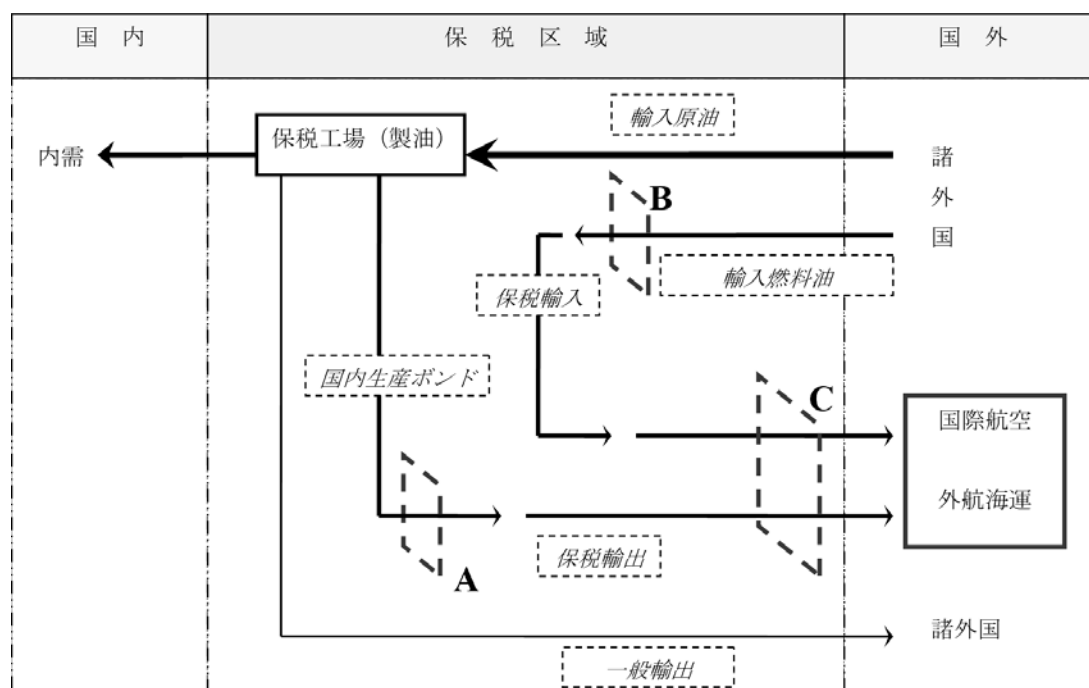 国 内
保 税 区 域
国 外
輸入原油
保税工場（製油）
内需
諸
外
国
B
輸入燃料油
保税輸入
国内生産ボンド
C
国際航空
外航海運
保税輸出
A
諸外国
一般輸出